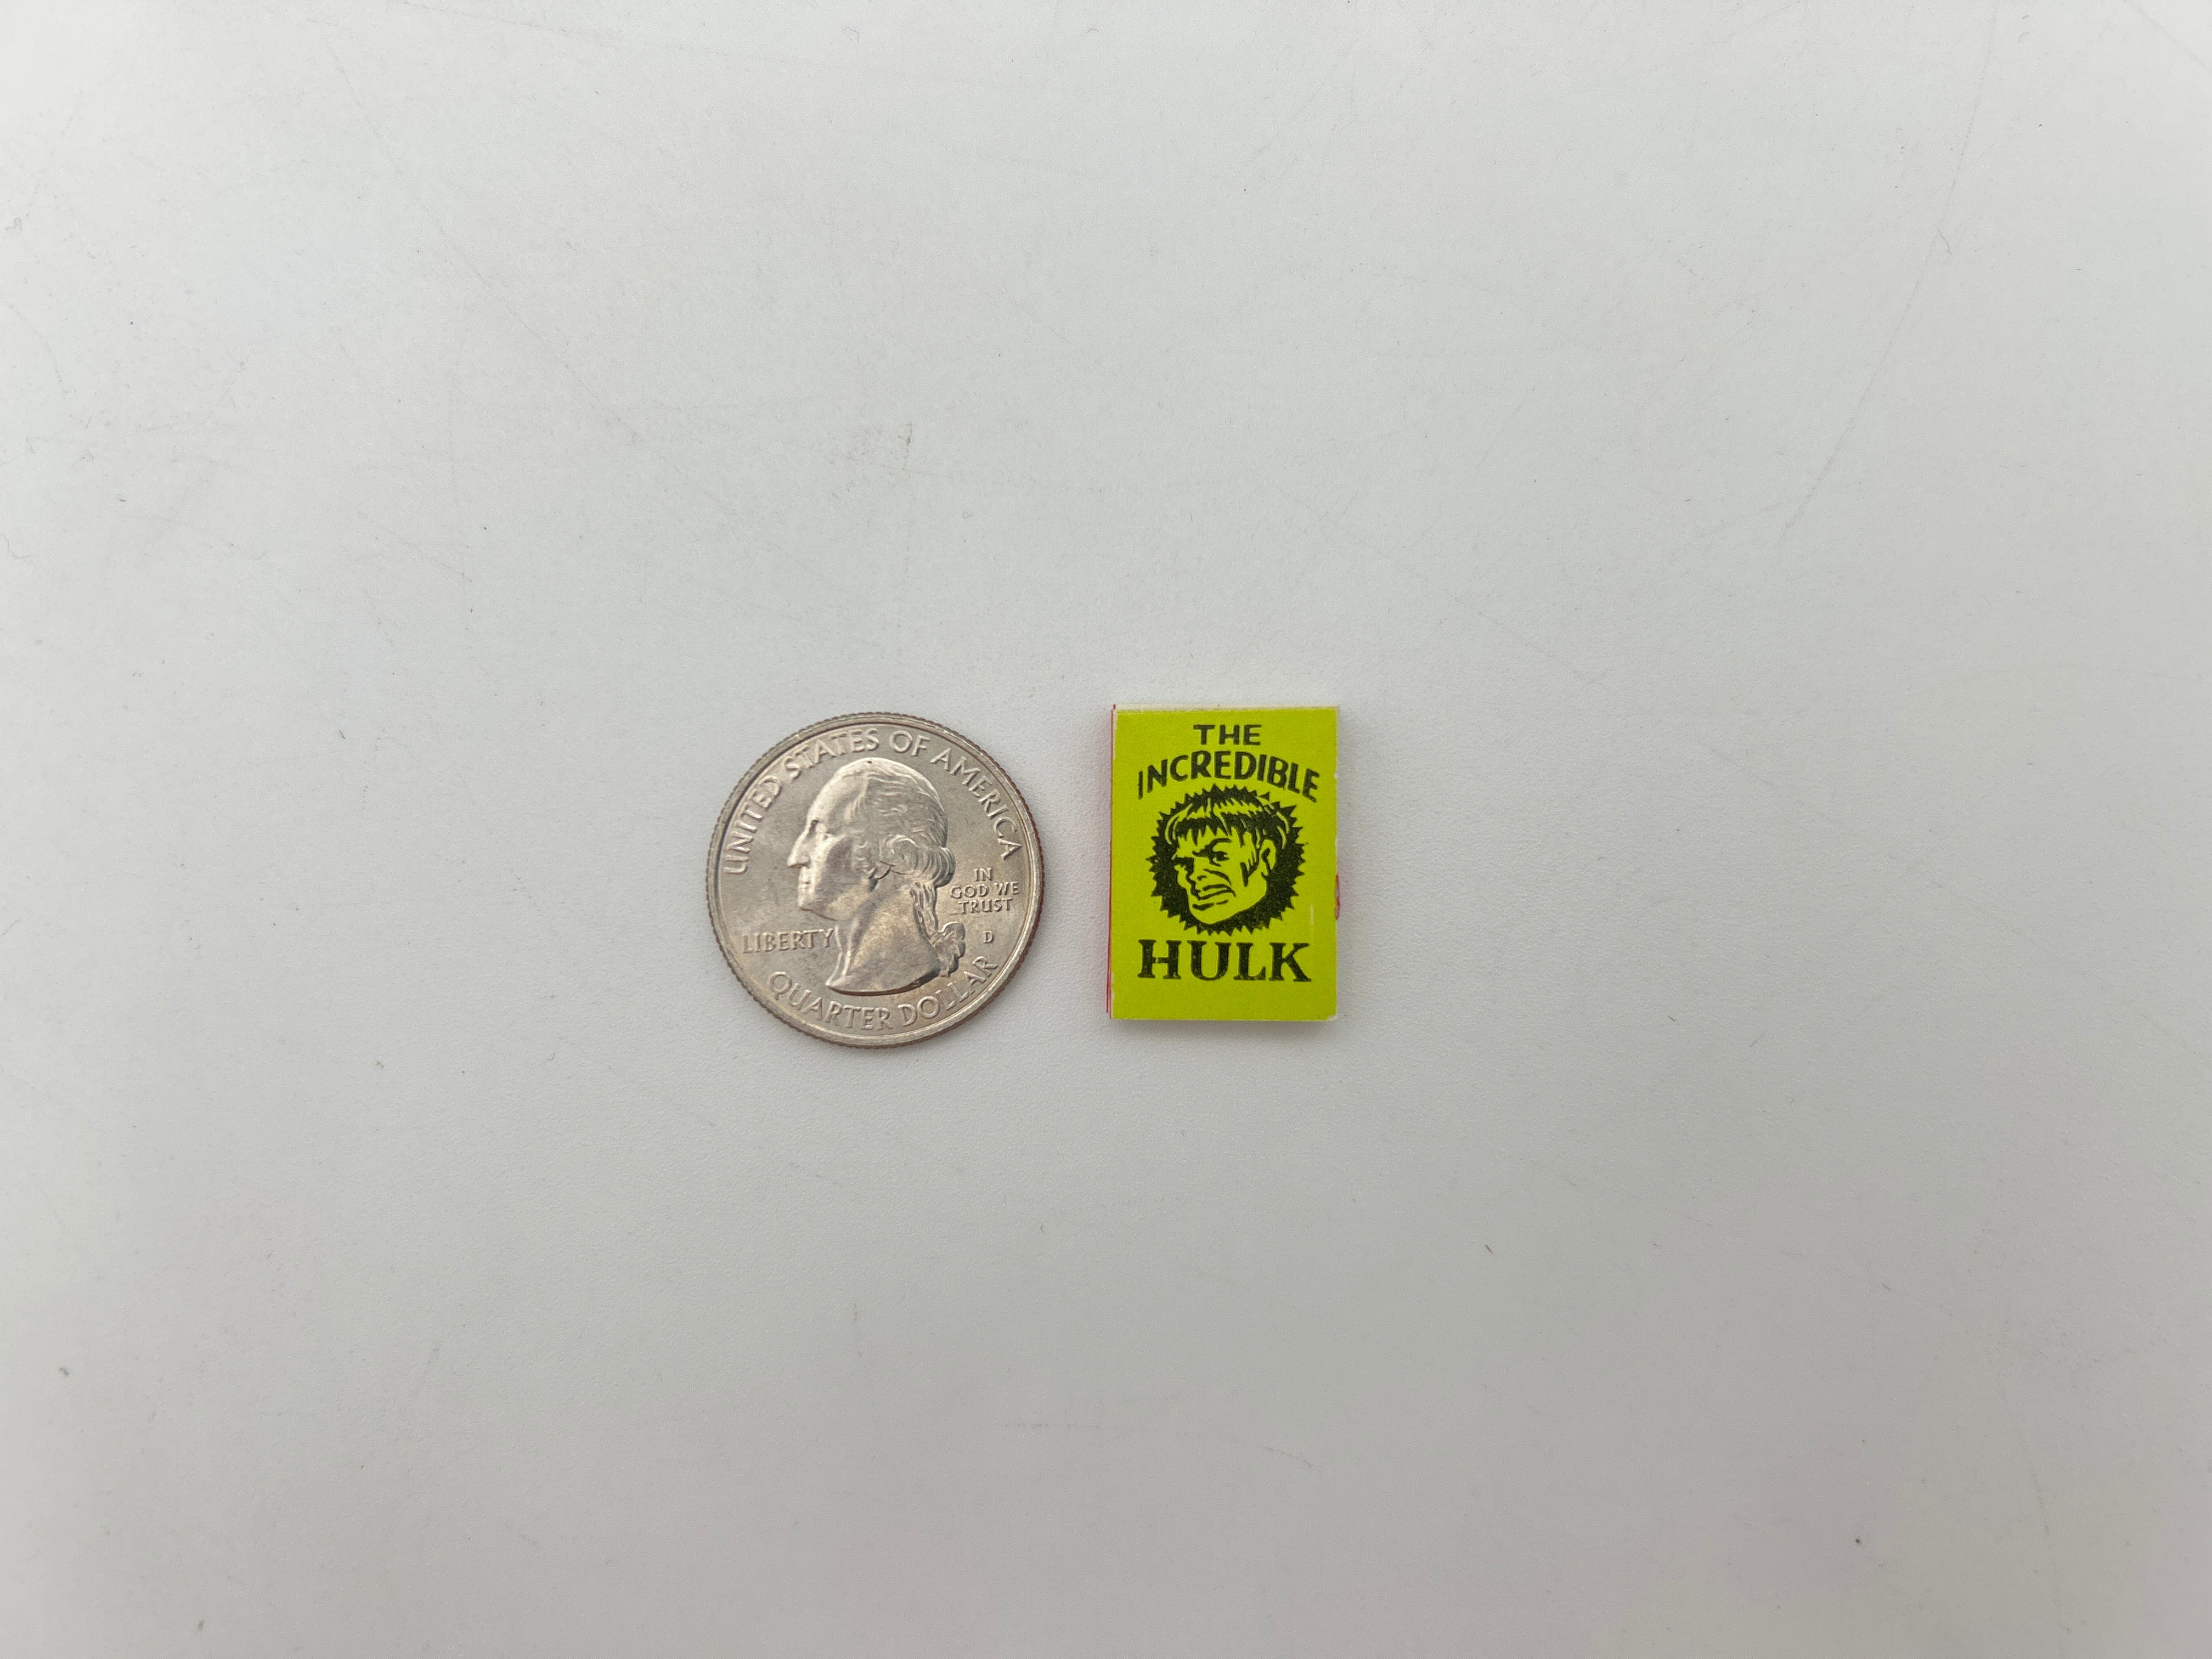 UNITED STATES OF AMERICA
IN
GOD WE
TRUST
LIBERTY
D
QUARTER DOLLAR
THE
INCREDIBLE
HULK